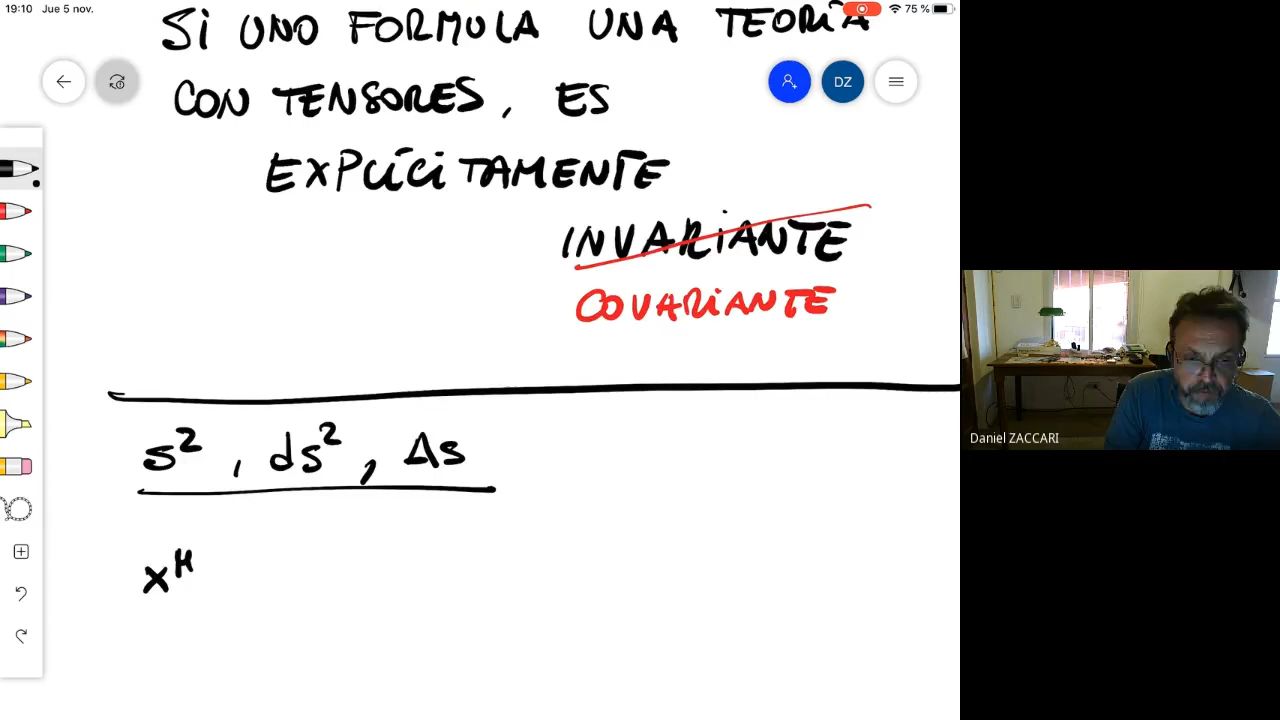 19:10 Jue 5 nov.
75 %
SI UNO FORMULA UNA TEORÍA
CON TENSORES, ES
DZ
EXPLÍCITAMENTE
INVARIANTE
COVARIANTE
s², ds², Δs
x^μ
Daniel ZACCARI